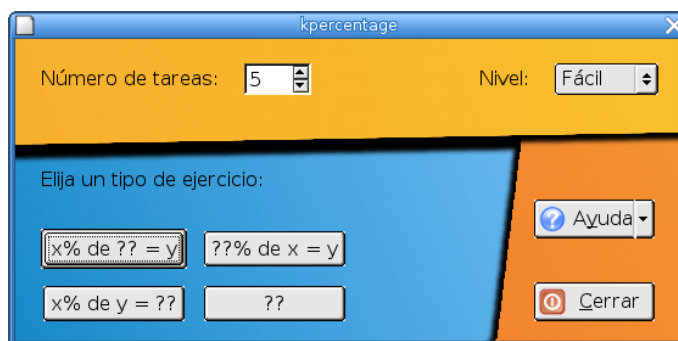 kpercentage
Número de tareas: 5 Nivel: Fácil
Elija un tipo de ejercicio:
Ayuda
x% de ?? = y ??% de x = y
x% de y = ?? ??
Cerrar